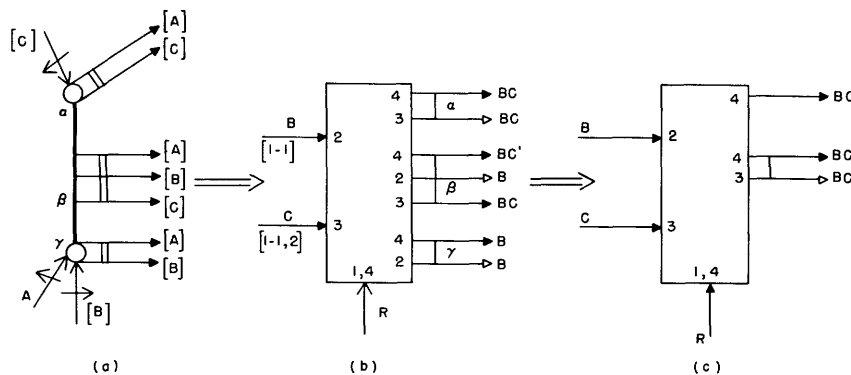 [C]
[A]
[C]
α
[A]
[B]
β
[C]
γ
[A]
[B]
A
[B]
(a)
B
[1-1]
2
C
[1-1,2]
3
4
BC
α
3
BC
4
BC'
2
B
β
3
BC
4
B
γ
2
B
1,4
R
(b)
B
2
C
3
4
BC
4
BC
3
BC
1,4
R
(c)